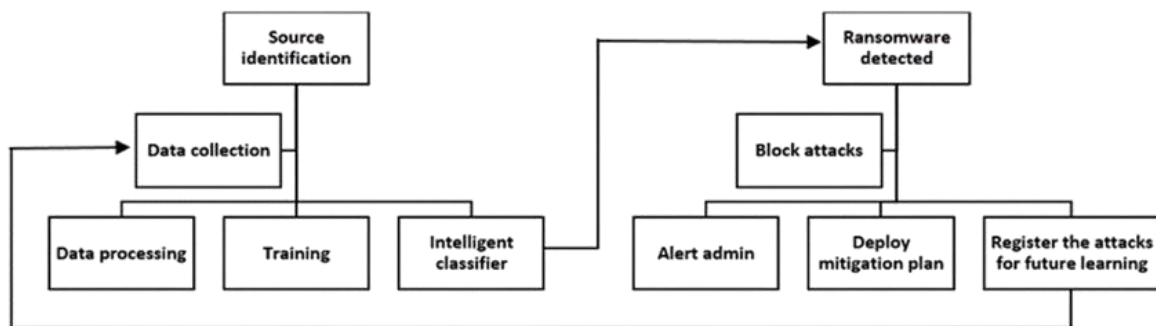 Source
identification
Ransomware
detected
Data collection
Block attacks
Data processing
Training
Intelligent
classifier
Alert admin
Deploy
mitigation plan
Register the attacks
for future learning